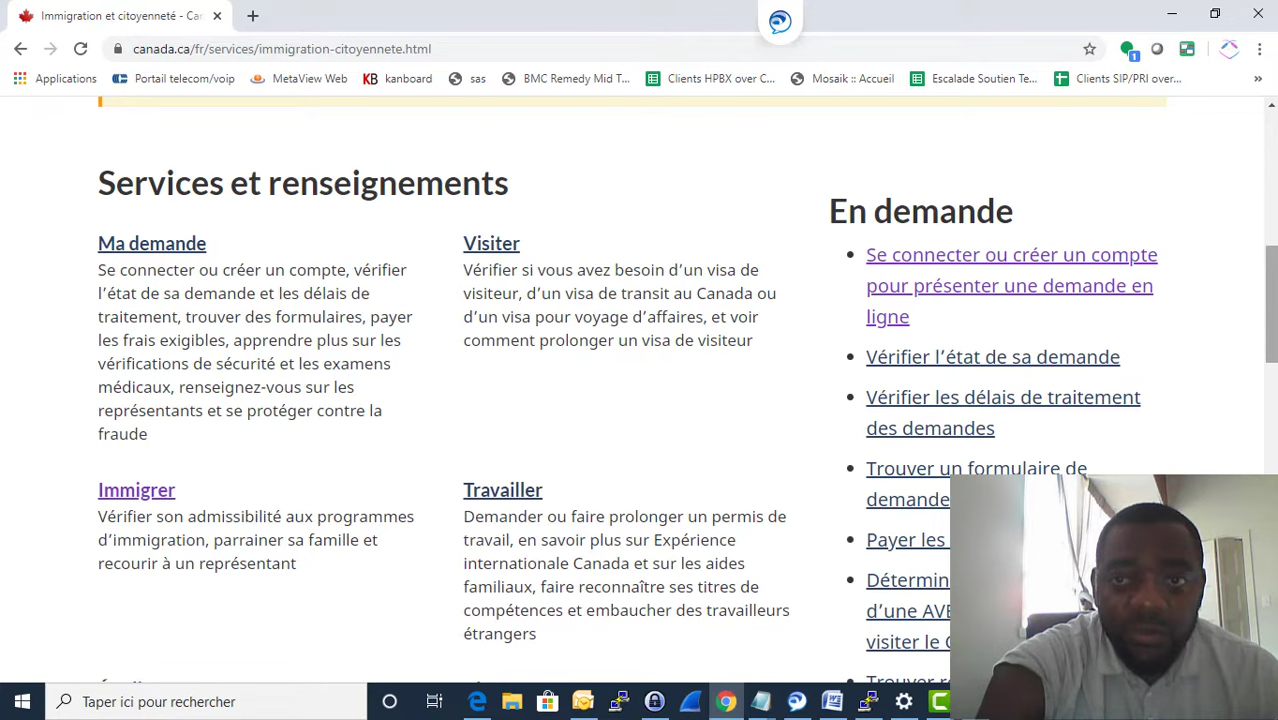 Immigration et citoyenneté - Car
canada.ca/fr/services/immigration-citoyennete.html
1
Applications
Portail telecom/voip
MetaView Web
KB kanboard
sas
BMC Remedy Mid T...
Clients HPBX over C...
Mosaik :: Accueil
Escalade Soutien Te...
Clients SIP/PRI over...
»
Services et renseignements
Ma demande
Se connecter ou créer un compte, vérifier
l’état de sa demande et les délais de
traitement, trouver des formulaires, payer
les frais exigibles, apprendre plus sur les
vérifications de sécurité et les examens
médicaux, renseignez-vous sur les
représentants et se protéger contre la
fraude
Visiter
Vérifier si vous avez besoin d’un visa de
visiteur, d’un visa de transit au Canada ou
d’un visa pour voyage d’affaires, et voir
comment prolonger un visa de visiteur
Immigrer
Vérifier son admissibilité aux programmes
d’immigration, parrainer sa famille et
recourir à un représentant
Travailler
Demander ou faire prolonger un permis de
travail, en savoir plus sur Expérience
internationale Canada et sur les aides
familiaux, faire reconnaître ses titres de
compétences et embaucher des travailleurs
étrangers
En demande
Se connecter ou créer un compte
pour présenter une demande en
ligne
Vérifier l’état de sa demande
Vérifier les délais de traitement
des demandes
Trouver un formulaire de
demande
Payer les
Détermin
d’une AVE
visiter le
Taper ici pour rechercher